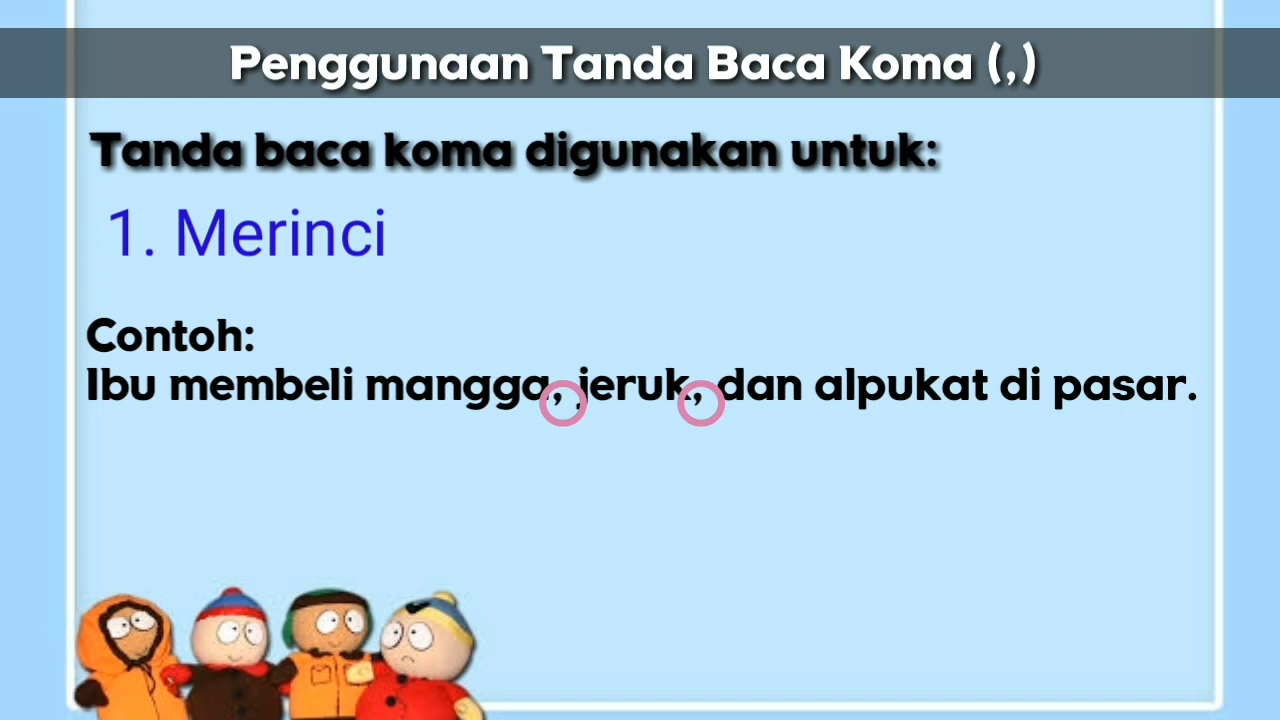 Penggunaan Tanda Baca Koma (,)
Tanda baca koma digunakan untuk:
1. Merinci
Contoh:
Ibu membeli mangga, jeruk, dan alpukat di pasar.